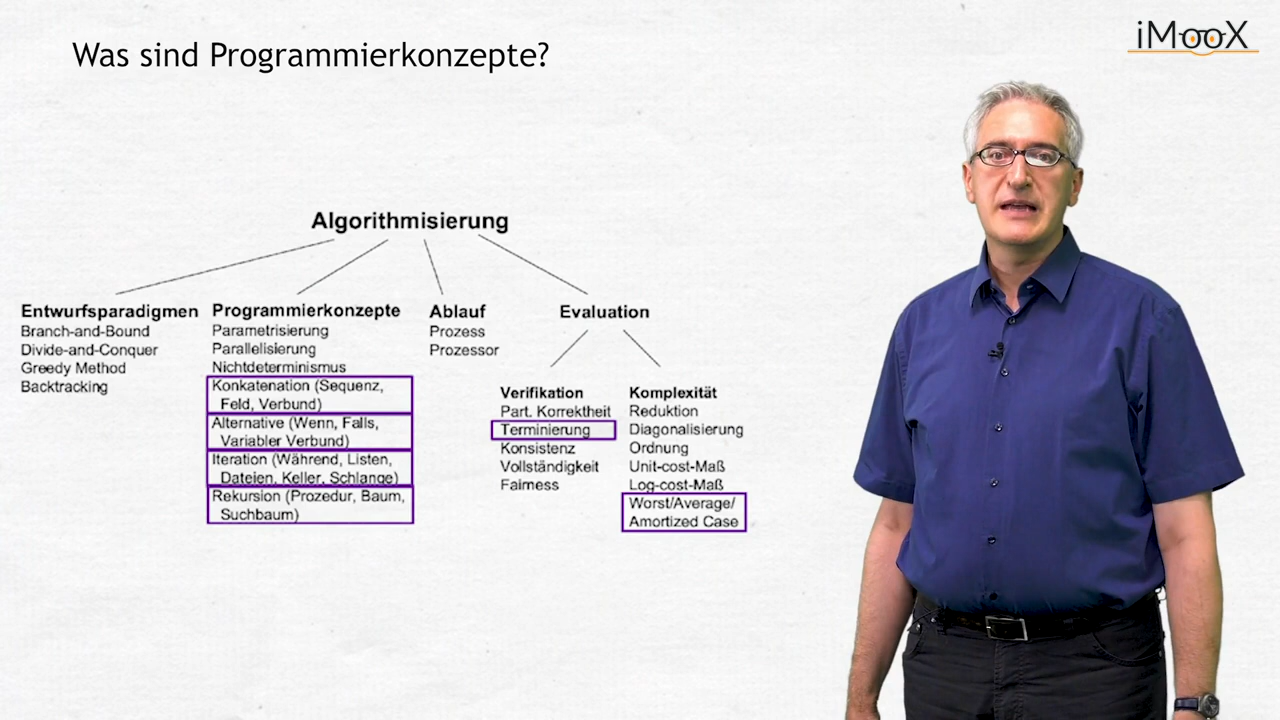 Was sind Programmierkonzepte?
iMooX
Algorithmisierung
Entwurfsparadigmen
Branch-and-Bound
Divide-and-Conquer
Greedy Method
Backtracking
Programmierkonzepte
Parametrisierung
Parallelisierung
Nichtdeterminismus
Konkatenation (Sequenz,
Feld, Verbund)
Alternative (Wenn, Falls,
Variabler Verbund)
Iteration (Während, Listen,
Dateien, Keller, Schlange)
Rekursion (Prozedur, Baum,
Suchbaum)
Ablauf
Prozess
Prozessor
Evaluation
Verifikation
Part. Korrektheit
Terminierung
Konsistenz
Vollständigkeit
Fairness
Komplexität
Reduktion
Diagonalisierung
Ordnung
Unit-cost-Maß
Log-cost-Maß
Worst/Average/
Amortized Case